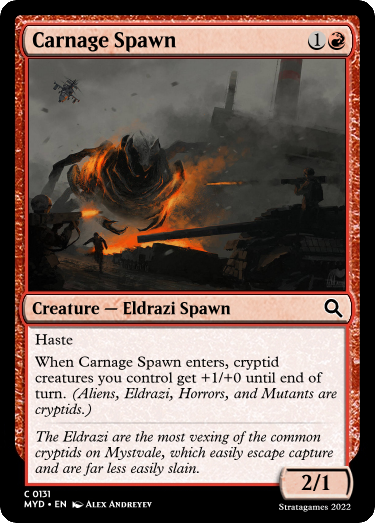 Carnage Spawn 1
Creature — Eldrazi Spawn
Haste
When Carnage Spawn enters, cryptid
creatures you control get +1/+0 until end of
turn. (Aliens, Eldrazi, Horrors, and Mutants are
cryptids.)
The Eldrazi are the most vexing of the common
cryptids on Mystvale, which easily escape capture
and are far less easily slain.
2/1
C 0131
MYD • EN Alex Andreyev
Stratagames 2022